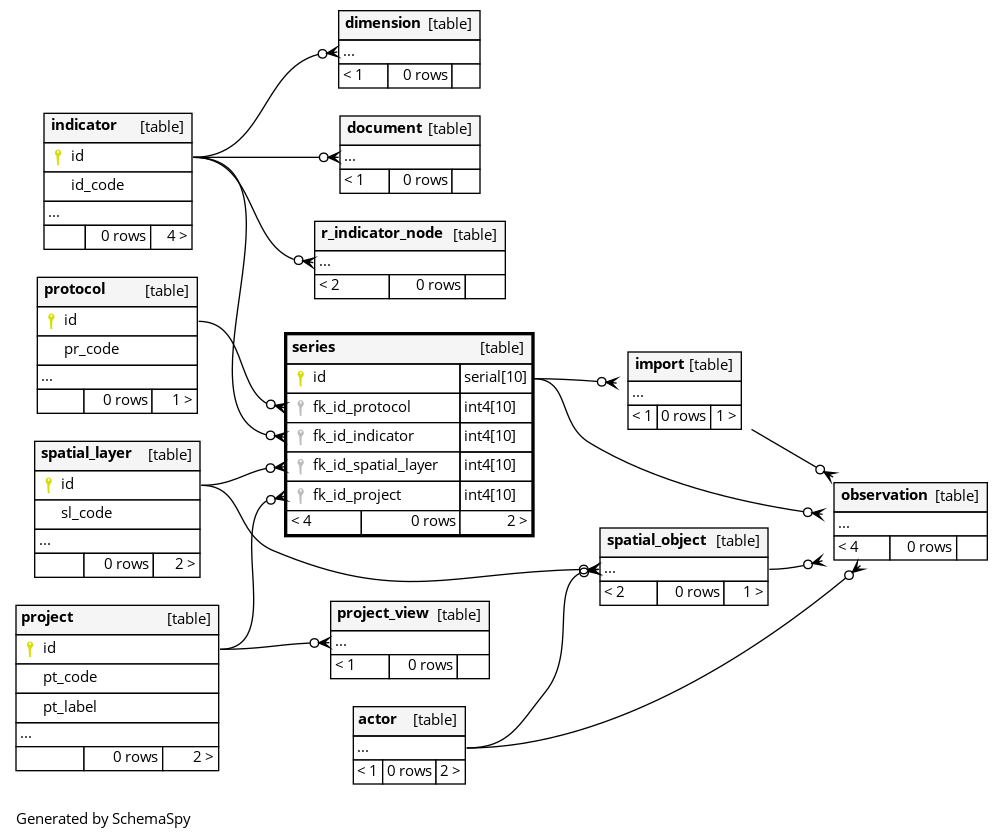 dimension [table]
...
< 1 0 rows
document [table]
...
< 1 0 rows
indicator [table]
id
id_code
...
0 rows 4 >
r_indicator_node [table]
...
< 2 0 rows
protocol [table]
id
pr_code
...
0 rows 1 >
series [table]
id serial[10]
fk_id_protocol int4[10]
fk_id_indicator int4[10]
fk_id_spatial_layer int4[10]
fk_id_project int4[10]
< 4 0 rows 2 >
import [table]
...
< 1 0 rows 1 >
spatial_layer [table]
id
sl_code
...
0 rows 2 >
observation [table]
...
< 4 0 rows
spatial_object [table]
...
< 2 0 rows 1 >
project [table]
id
pt_code
pt_label
...
0 rows 2 >
project_view [table]
...
< 1 0 rows
actor [table]
...
< 1 0 rows 2 >
Generated by SchemaSpy